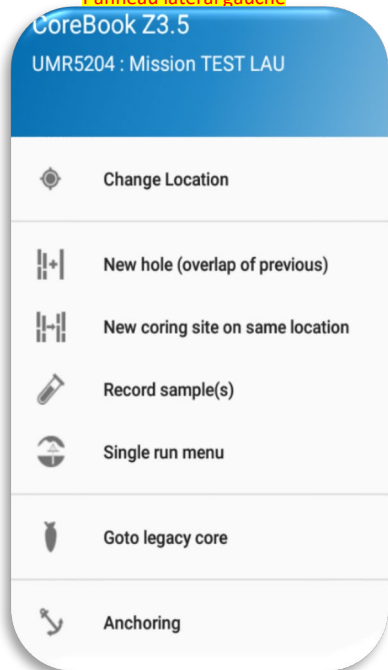 Panneau latéral gauche
CoreBook Z3.5
UMR5204 : Mission TEST LAU
Change Location
New hole (overlap of previous)
New coring site on same location
Record sample(s)
Single run menu
Goto legacy core
Anchoring